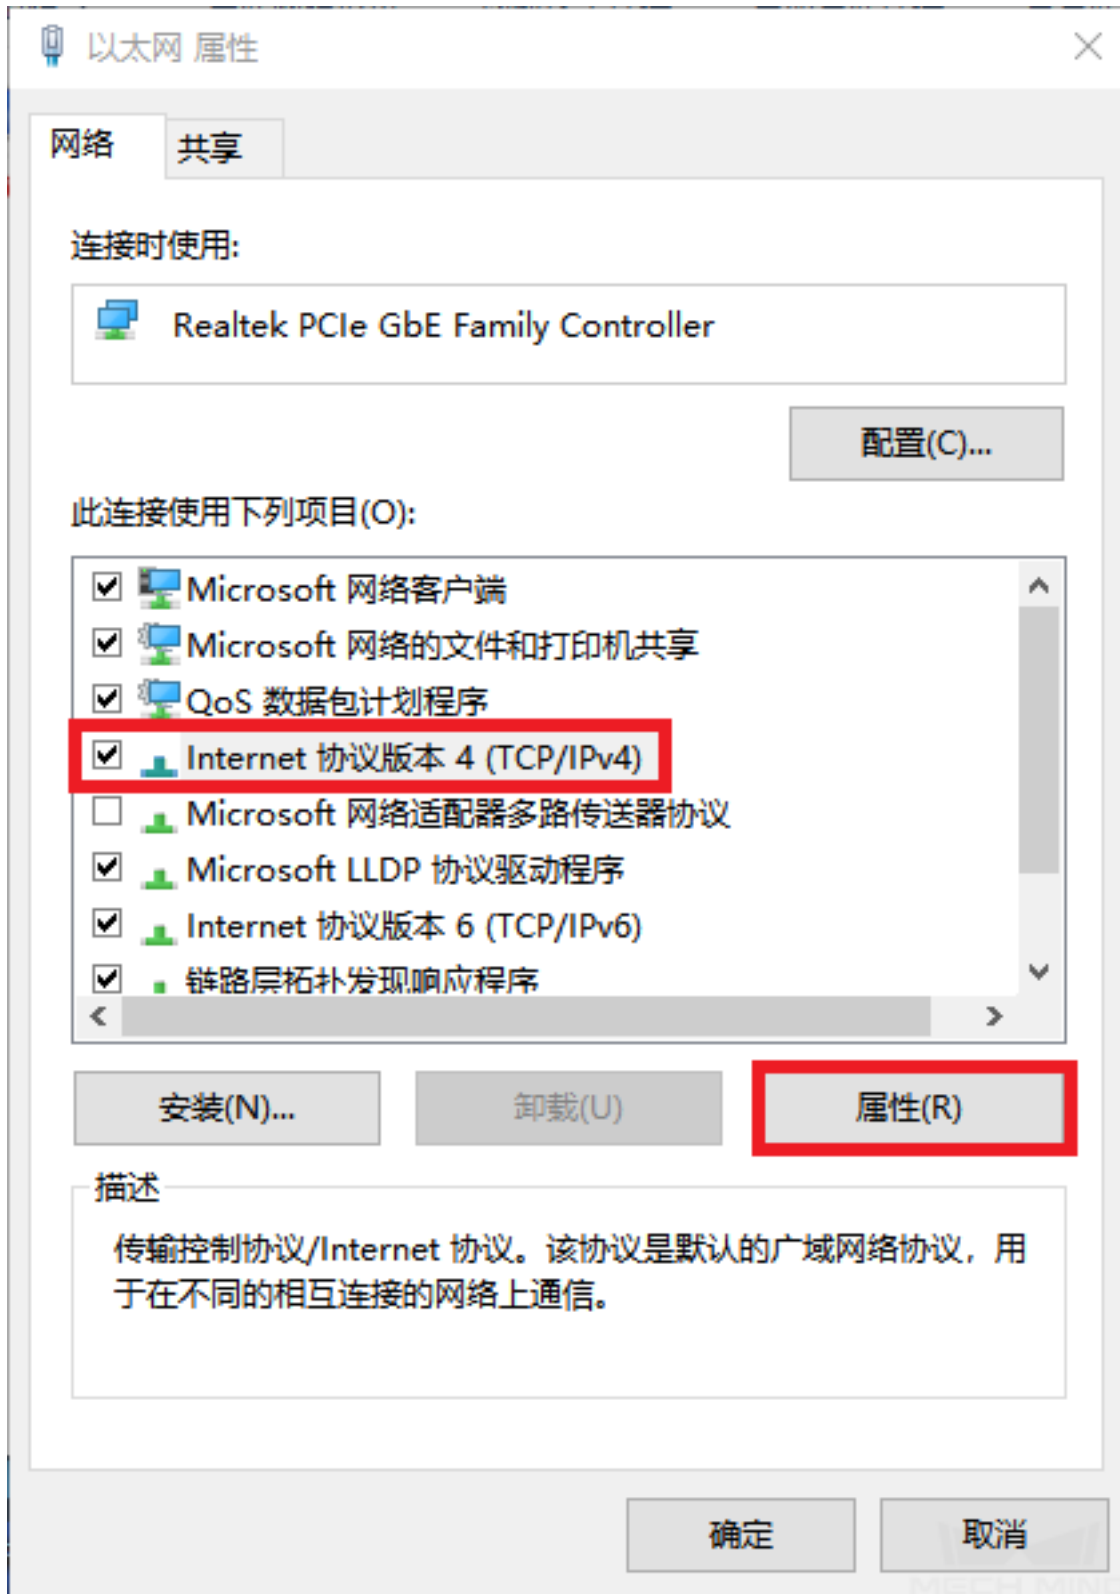 以太网 属性
网络
共享
连接时使用:
Realtek PCIe GbE Family Controller
配置(C)...
此连接使用下列项目(O):
Microsoft 网络客户端
Microsoft 网络的文件和打印机共享
QoS 数据包计划程序
Internet 协议版本 4 (TCP/IPv4)
Microsoft 网络适配器多路传送器协议
Microsoft LLDP 协议驱动程序
Internet 协议版本 6 (TCP/IPv6)
链路层拓扑发现响应程序
安装(N)...
卸载(U)
属性(R)
描述
传输控制协议/Internet 协议。该协议是默认的广域网络协议，用
于在不同的相互连接的网络上通信。
确定
取消